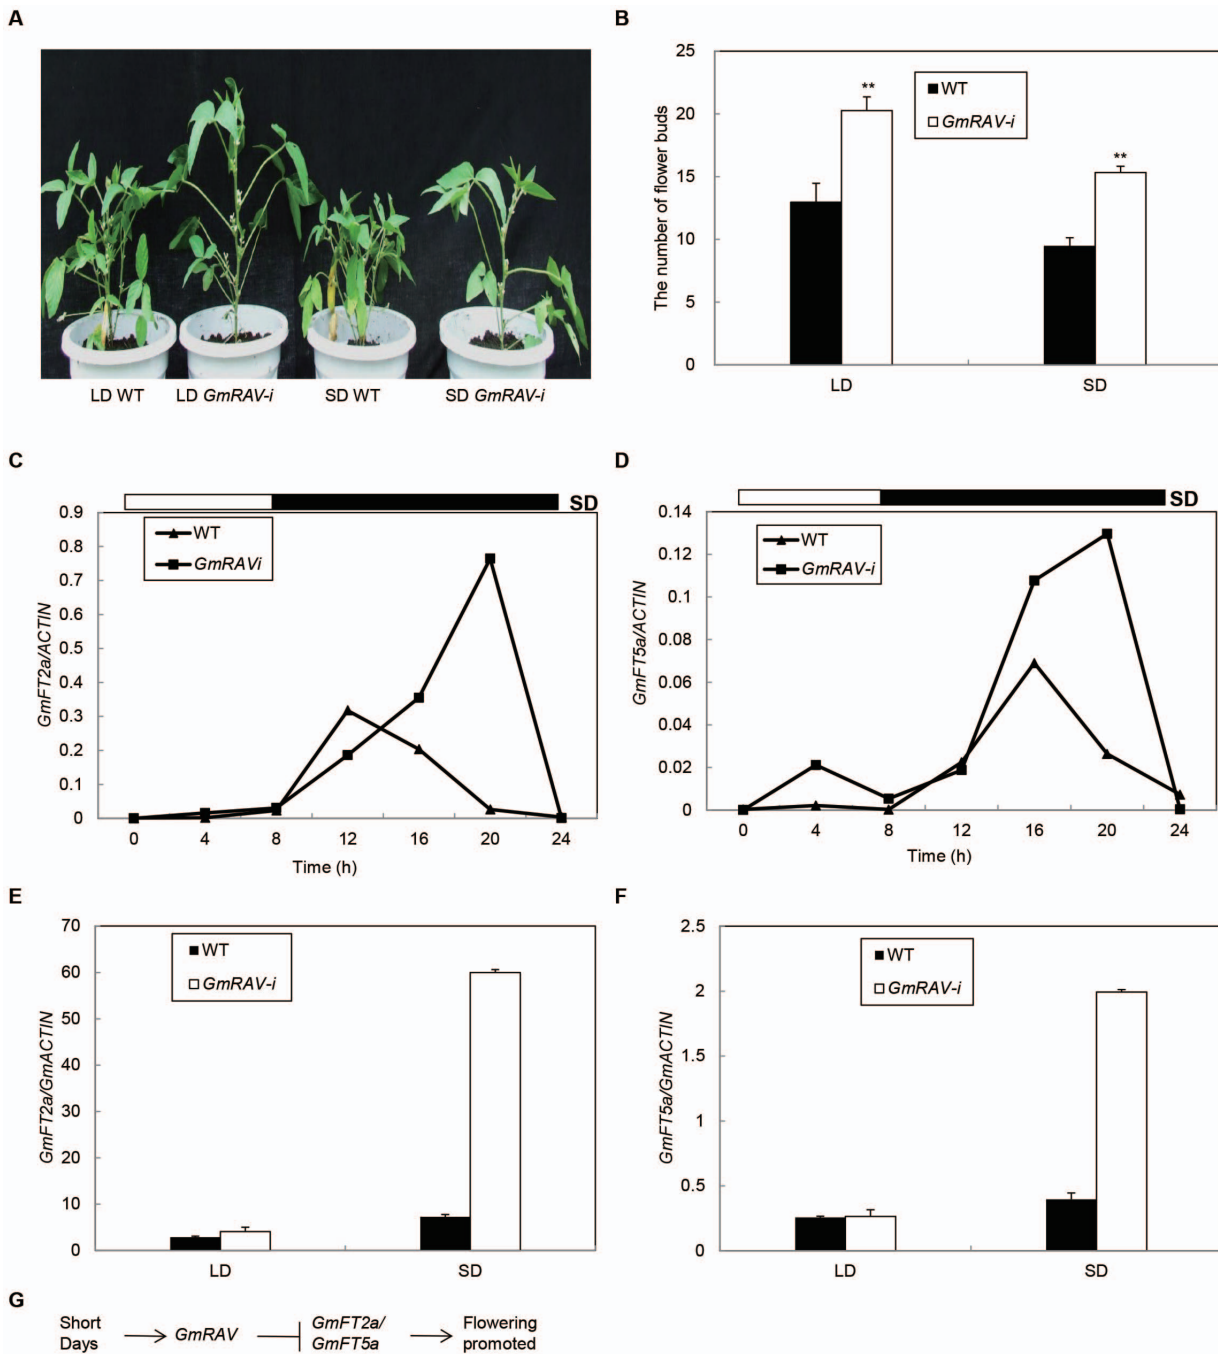 A
LD WT
LD GmRAV-i
SD WT
SD GmRAV-i
B
25
20
15
10
5
0
The number of flower buds
WT
GmRAV-i
**
**
LD
SD
C
SD
0.9
0.8
0.7
0.6
0.5
0.4
0.3
0.2
0.1
0
GmFT2a/ACTIN
WT
GmRAVi
0 4 8 12 16 20 24
Time (h)
D
SD
0.14
0.12
0.1
0.08
0.06
0.04
0.02
0
GmFT5a/ACTIN
WT
GmRAV-i
0 4 8 12 16 20 24
Time (h)
E
70
60
50
40
30
20
10
0
GmFT2a/GmACTIN
WT
GmRAV-i
LD
SD
F
2.5
2
1.5
1
0.5
0
GmFT5a/GmACTIN
WT
GmRAV-i
LD
SD
G
Short
Days
GmRAV
GmFT2a/
GmFT5a
Flowering
promoted